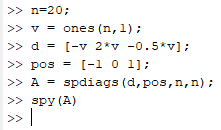 >> n=20;
>> v = ones(n,1);
>> d = [-v 2*v -0.5*v];
>> pos = [-1 0 1];
>> A = spdiags(d,pos,n,n);
>> spy(A)
>>